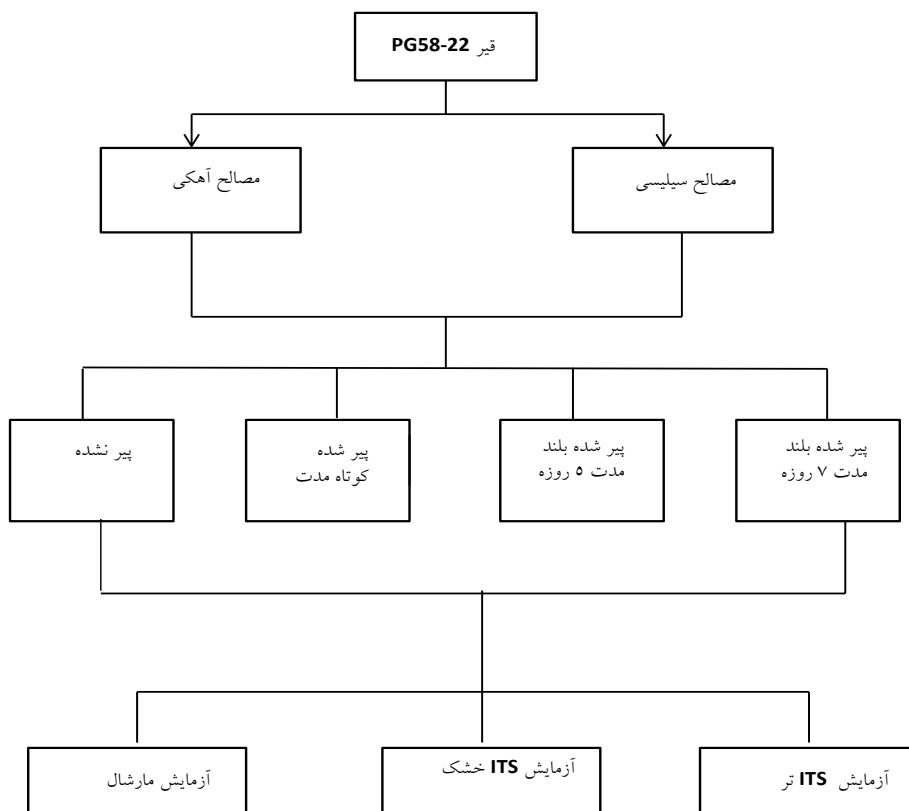 قیر PG58-22
مصالح سیلیسی
مصالح آهکی
پیر شده بلند
مدت ۷ روزه
پیر شده بلند
مدت ۵ روزه
پیر شده
کوتاه مدت
پیر نشده
آزمایش ITS تر
آزمایش ITS خشک
آزمایش مارشال